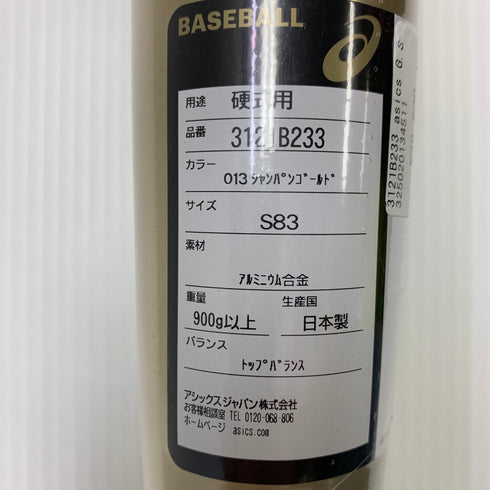 BASEBALL
用途 硬式用
品番 3121B233
カラー
013 ｼｬﾝﾊﾟﾝｺﾞｰﾙﾄﾞ
サイズ
S83
素材
ｱﾙﾐﾆｳﾑ合金
重量 生産国
900g以上 日本製
バランス
ﾄｯﾌﾟﾊﾞﾗﾝｽ
アシックスジャパン株式会社
お客様相談室 TEL 0120-068-806
ホームページ asics.com
3121B233 asics G S
325020134511